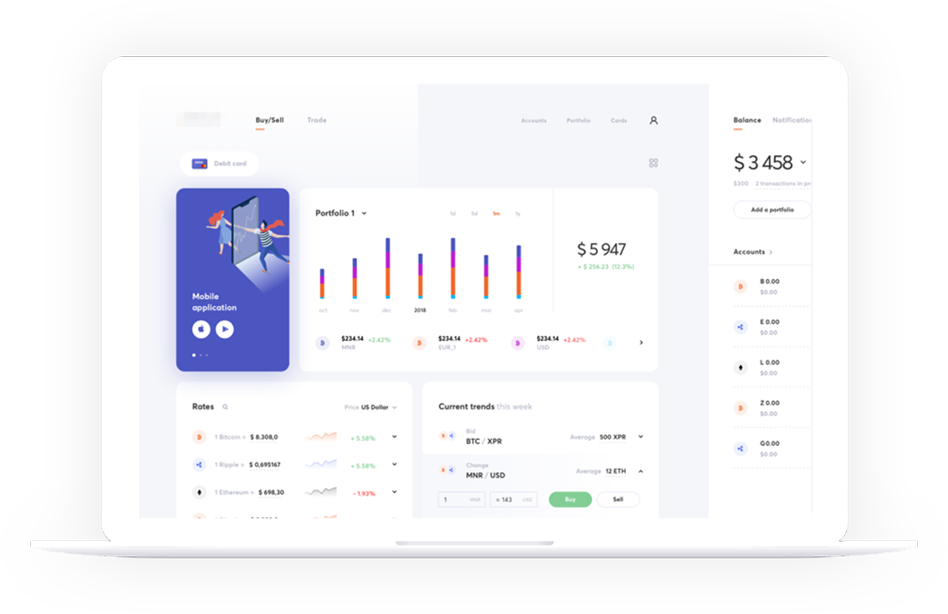 Buy/Sell Trade
Accounts Portfolio Cards
Debit card
Mobile
application
Portfolio 1
1d 5d 1m 1y
oct nov dec 2018 feb mar apr
$ 5 947
+ $ 256.23 (12.3%)
$234.14 +2.42%
MNR
$234.14 +2.42%
EUR_1
$234.14 +2.42%
USD
Rates Price US Dollar
1 Bitcoin = $ 8.308,0 + 5.58%
1 Ripple = $ 0,695167 + 5.58%
1 Ethereum = $ 698,30 - 1.93%
Current trends this week
Bid
BTC / XPR Average 500 XPR
Change
MNR / USD Average 12 ETH
1 MNR = 143 USD Buy Sell
Balance Notification
$ 3 458
$300 2 transactions in pr
Add a portfolio
Accounts
B 0.00
$0.00
E 0.00
$0.00
L 0.00
$0.00
Z 0.00
$0.00
G0.00
$0.00